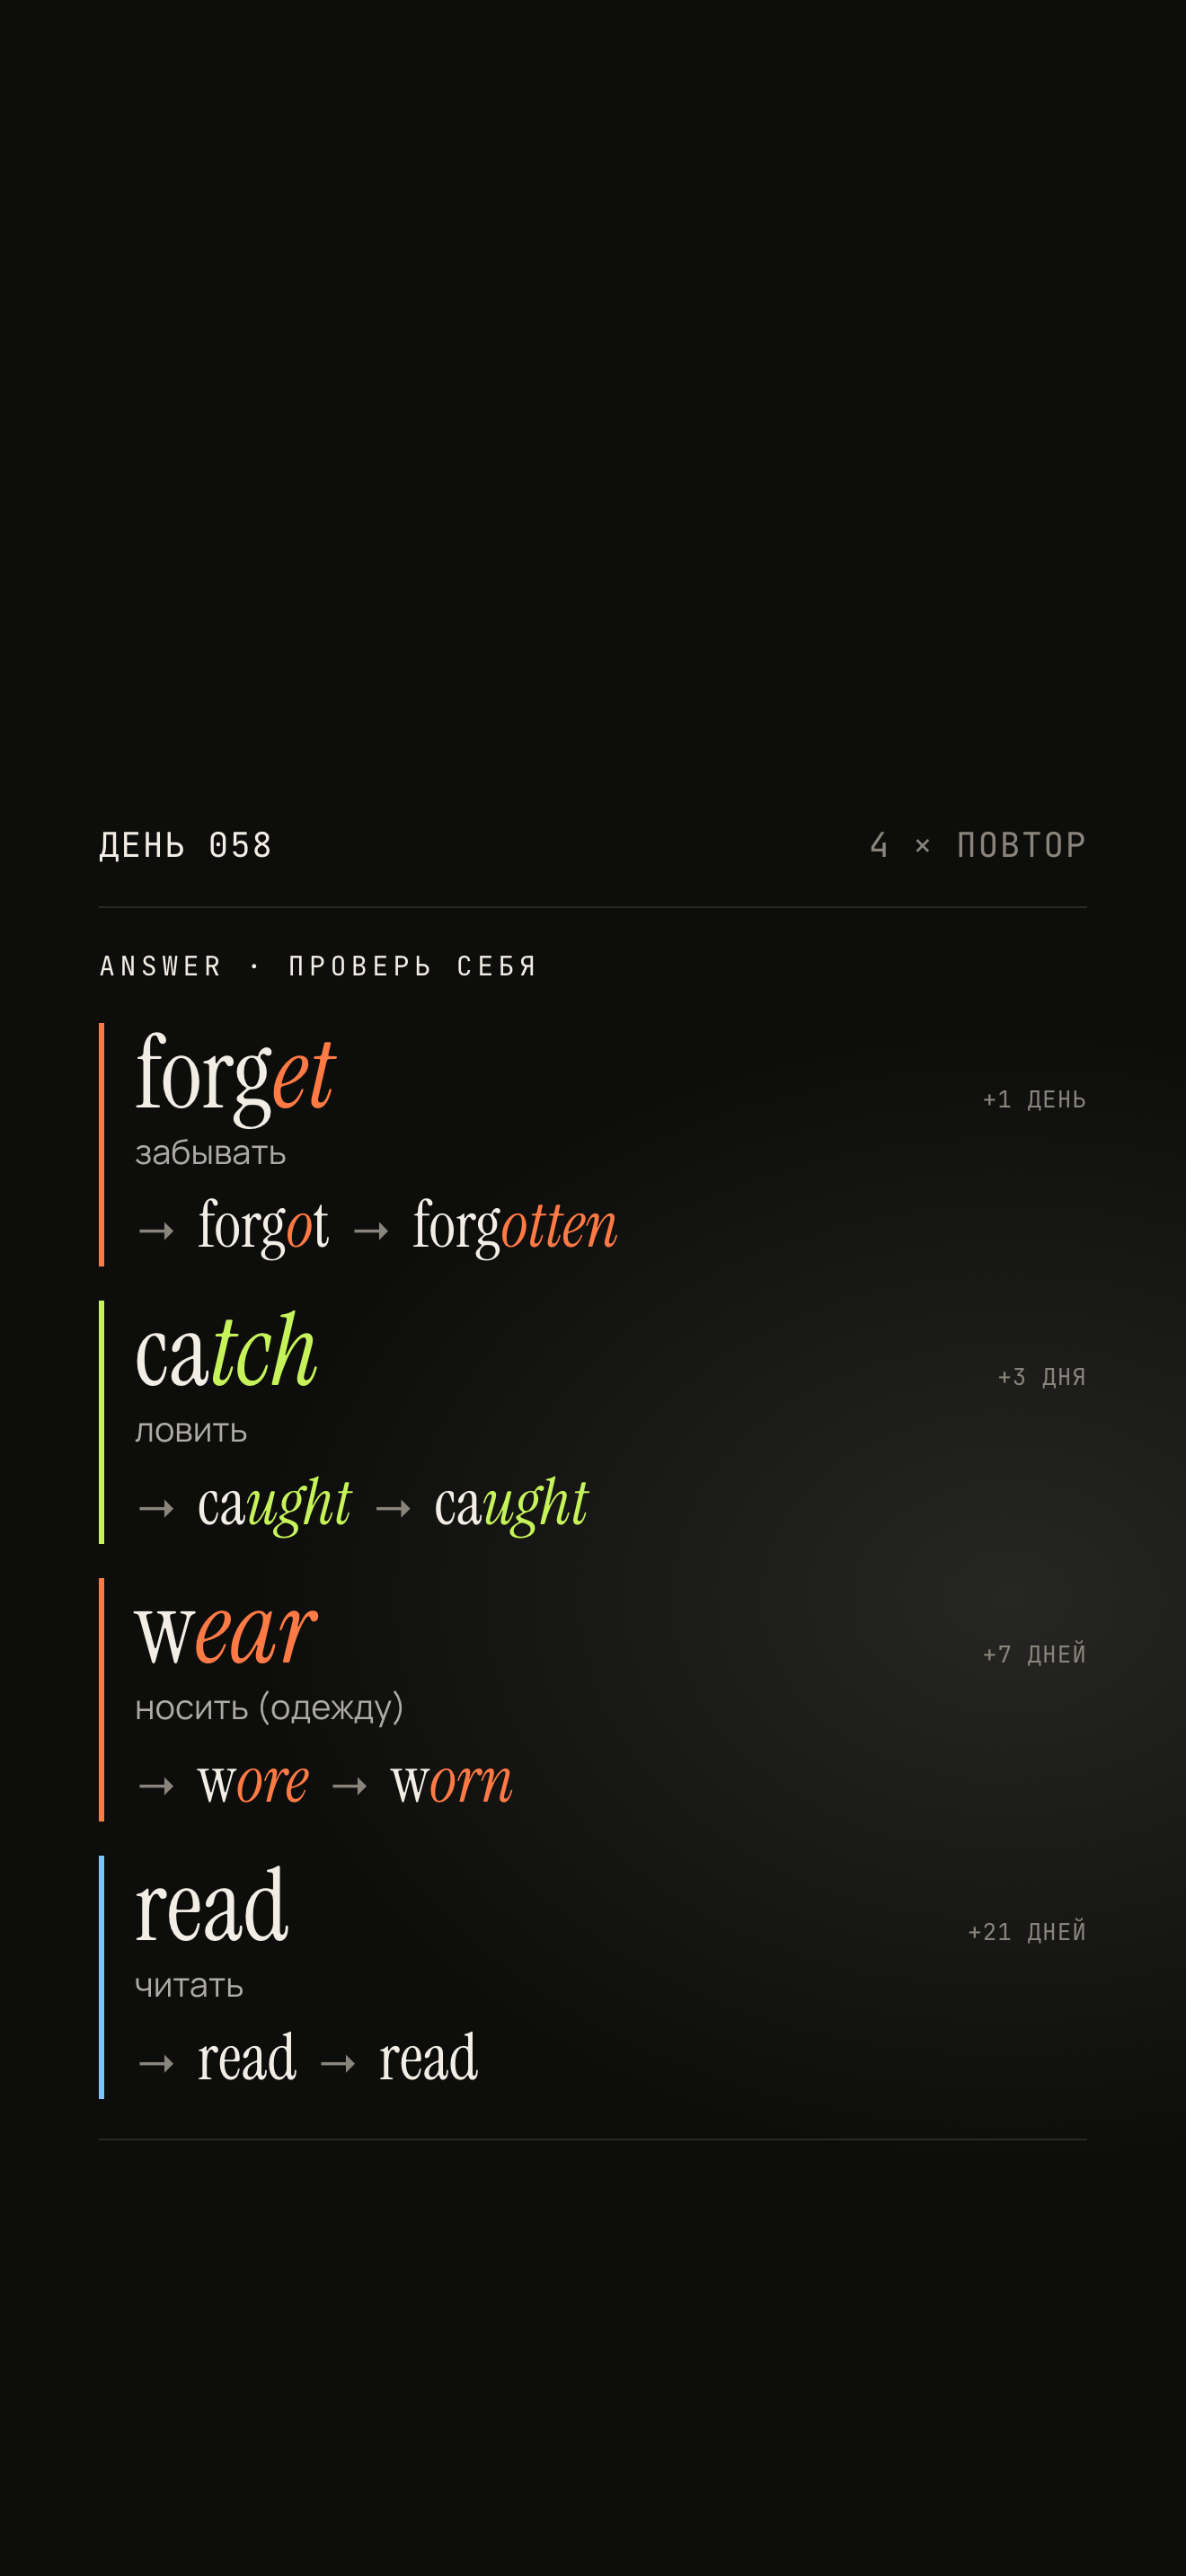 ДЕНЬ 058
4 × ПОВТОР
ANSWER · ПРОВЕРЬ СЕБЯ
forget
+1 ДЕНЬ
забывать
→ forgot → forgotten
catch
+3 ДНЯ
ловить
→ caught → caught
wear
+7 ДНЕЙ
носить (одежду)
→ wore → worn
read
+21 ДНЕЙ
читать
→ read → read